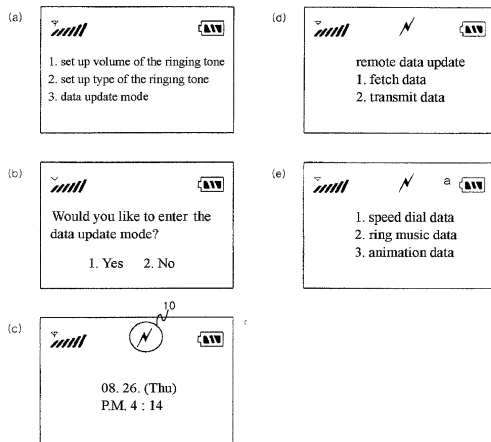 (a)
1. set up volume of the ringing tone
2. set up type of the ringing tone
3. data update mode
(b)
Would you like to enter the
data update mode?
1. Yes 2. No
(c)
10
08. 26. (Thu)
P.M. 4 : 14
(d)
remote data update
1. fetch data
2. transmit data
(e)
a
1. speed dial data
2. ring music data
3. animation data